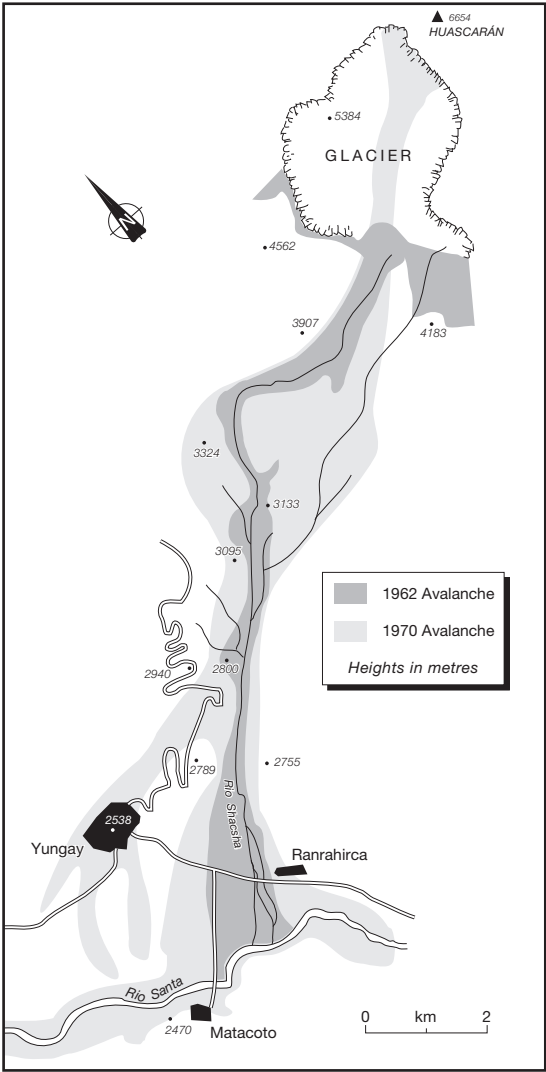 6654
HUASCARÁN
5384
GLACIER
N
4562
3907
4183
3324
3133
3095
1962 Avalanche
1970 Avalanche
Heights in metres
2940
2800
2789
2755
Rio Shacsha
2538
Yungay
Ranrahirca
Rio Santa
2470
Matacoto
0 km 2